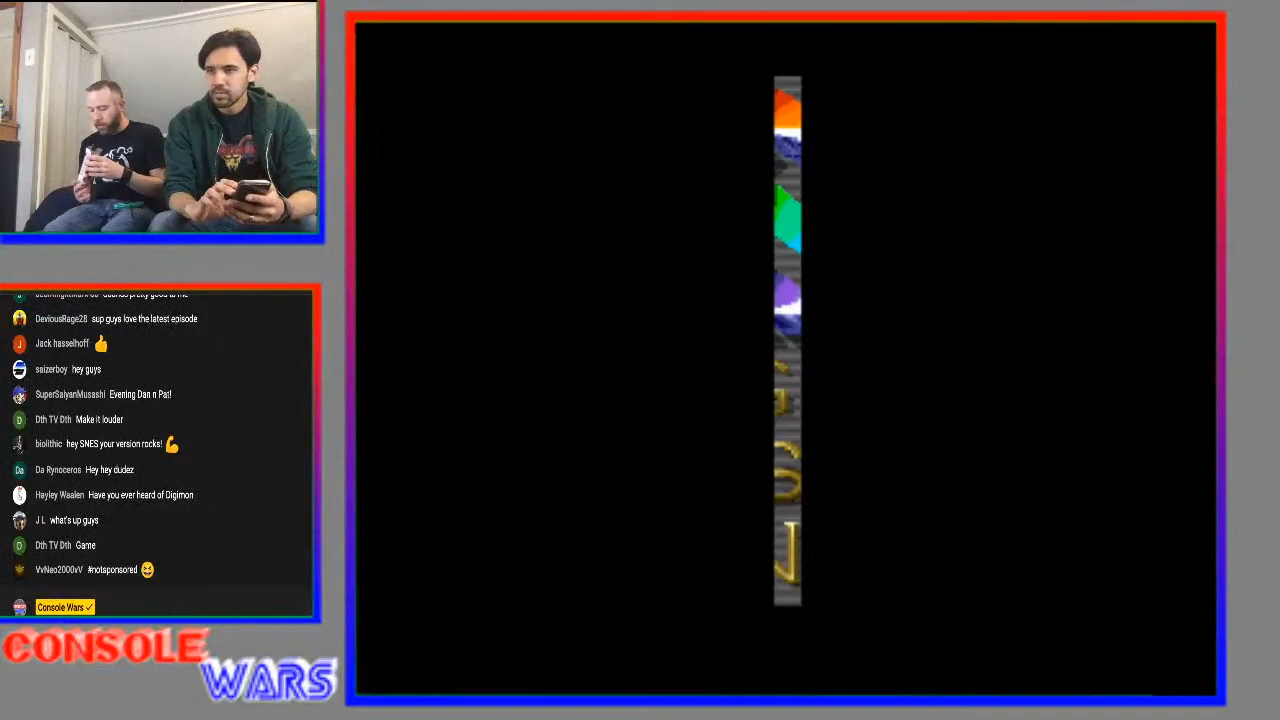 DeviousRage28 sup guys love the latest episode
Jack hasselhoff 👍
saizerboy hey guys
SuperSaiyanMusashi Evening Dan n Pat!
Dth TV Dth Make it louder
biolithic hey SNES your version rocks! 💪
Da Rynoceros Hey hey dudez
Hayley Waalen Have you ever heard of Digimon
J L what's up guys
Dth TV Dth Game
VvNeo2000vV #notsponsored 😆
Console Wars ✓
CONSOLE
WARS